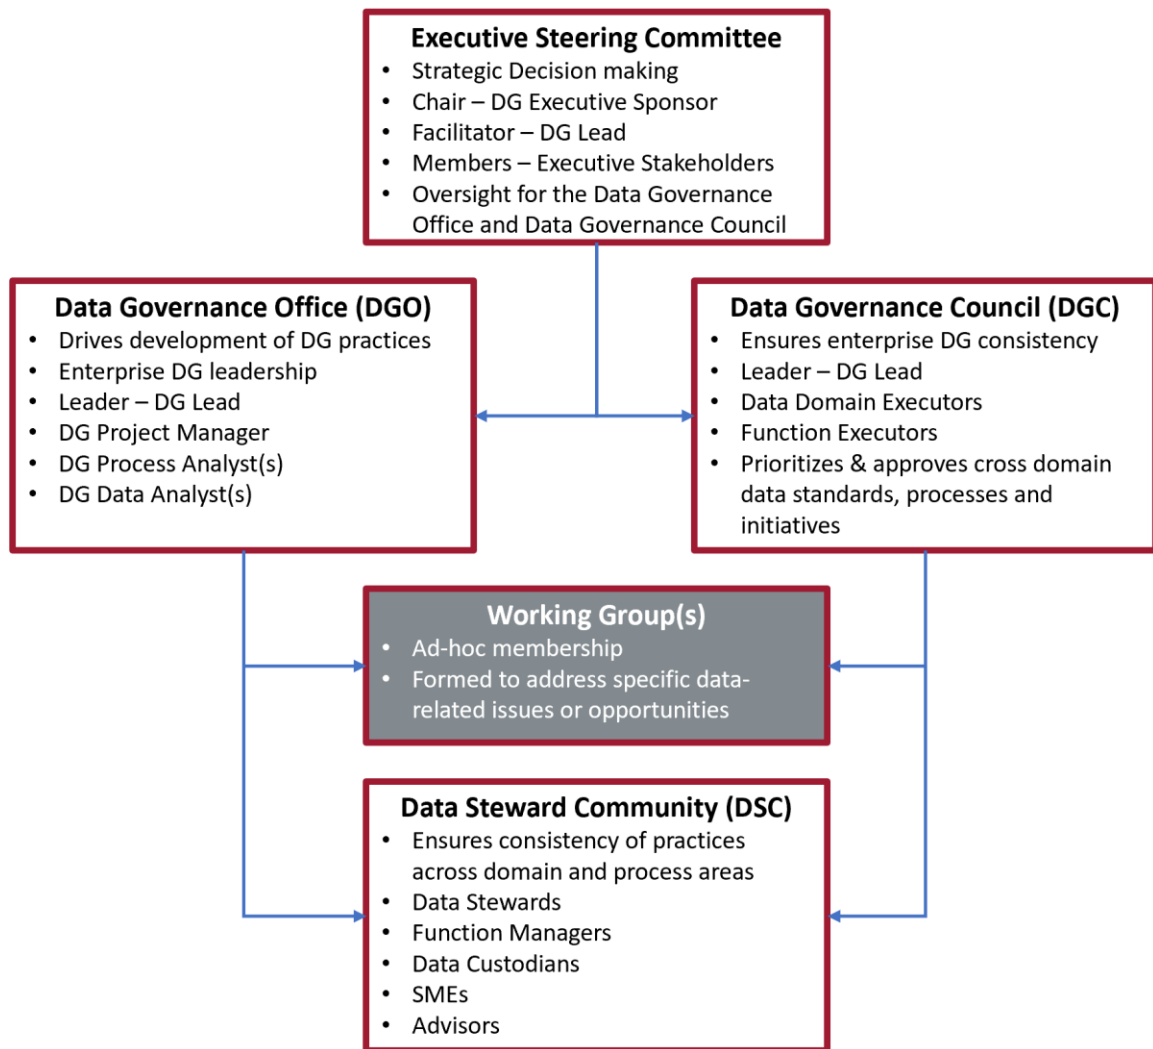 Executive Steering Committee
• Strategic Decision making
• Chair – DG Executive Sponsor
• Facilitator – DG Lead
• Members – Executive Stakeholders
• Oversight for the Data Governance
Office and Data Governance Council
Data Governance Office (DGO)
• Drives development of DG practices
• Enterprise DG leadership
• Leader – DG Lead
• DG Project Manager
• DG Process Analyst(s)
• DG Data Analyst(s)
Data Governance Council (DGC)
• Ensures enterprise DG consistency
• Leader – DG Lead
• Data Domain Executors
• Function Executors
• Prioritizes & approves cross domain
data standards, processes and
initiatives
Working Group(s)
• Ad-hoc membership
• Formed to address specific data-
related issues or opportunities
Data Steward Community (DSC)
• Ensures consistency of practices
across domain and process areas
• Data Stewards
• Function Managers
• Data Custodians
• SMEs
• Advisors